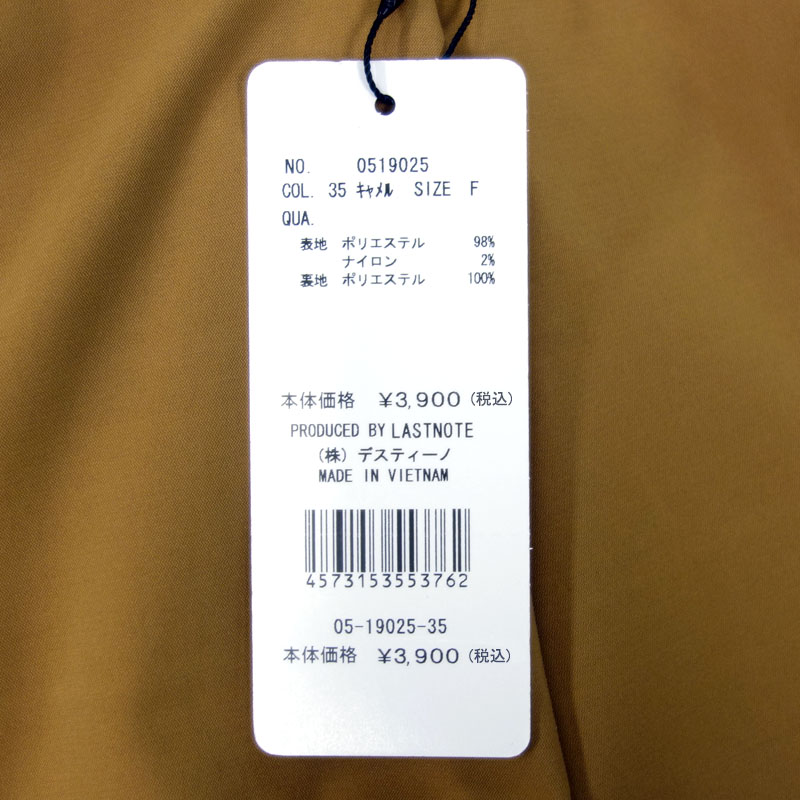 NO. 0519025
COL. 35 ｷｬﾒﾙ SIZE F
QUA.
表地 ポリエステル 98%
ナイロン 2%
裏地 ポリエステル 100%
本体価格 ¥3,900(税込)
PRODUCED BY LASTNOTE
(株) デスティーノ
MADE IN VIETNAM
4573153553762
05-19025-35
本体価格 ¥3,900(税込)